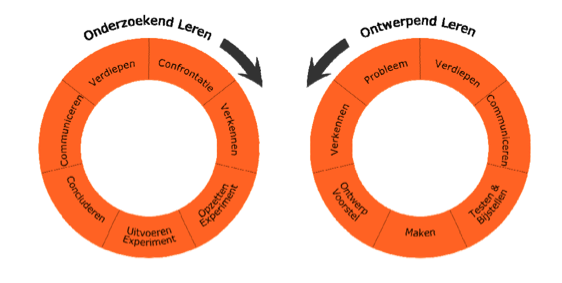 Onderzoekend Leren
Confrontatie
Verkennen
Opzetten
Experiment
Uitvoeren
Experiment
Concluderen
Communiceren
Verdiepen
Ontwerpend Leren
Probleem
Verkennen
Ontwerp
Voorstel
Maken
Testen &
Bijstellen
Communiceren
Verdiepen